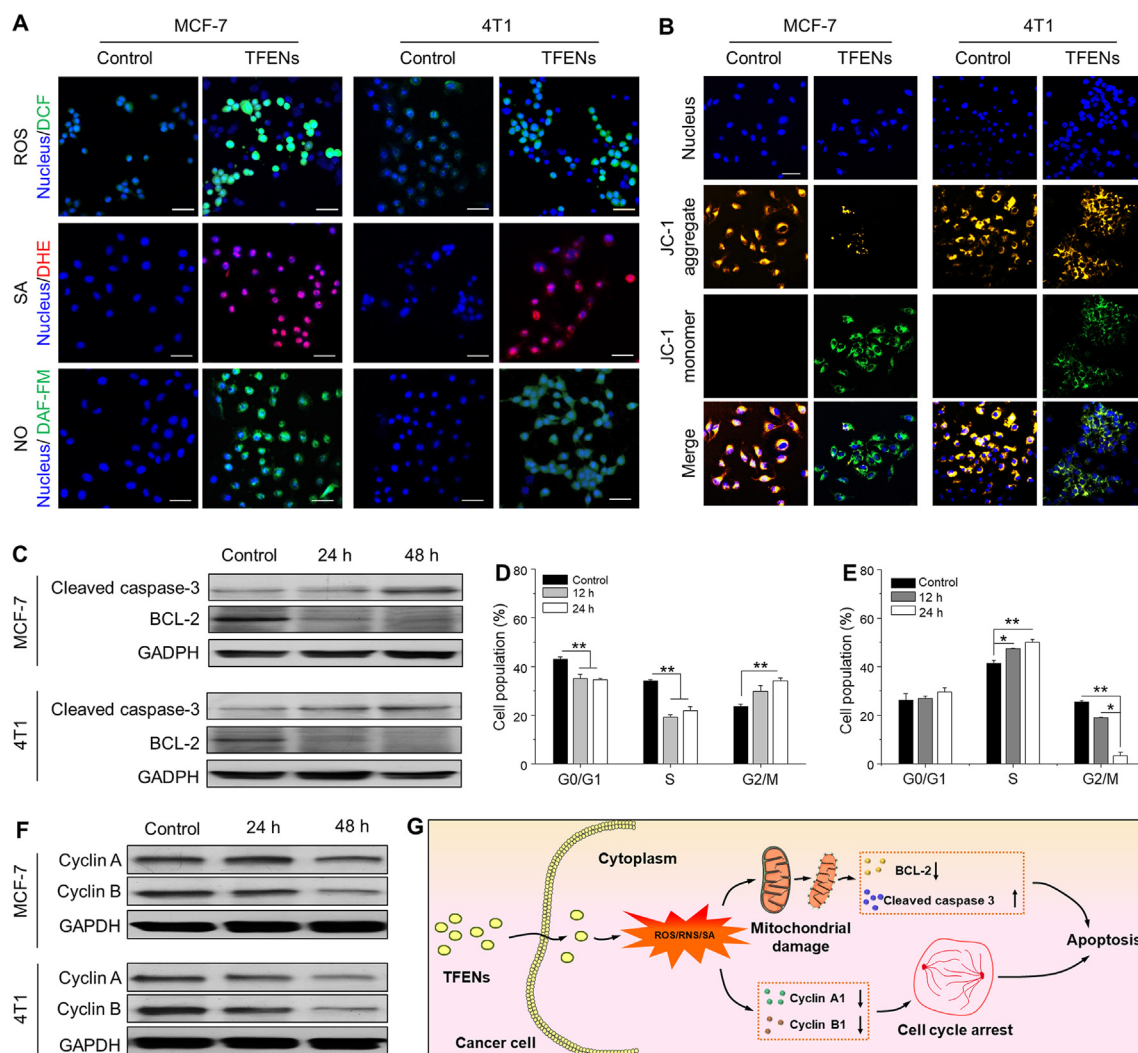 A
MCF-7
4T1
Control
TFENs
Control
TFENs
ROS
Nucleus/DCF
SA
Nucleus/DHE
NO
Nucleus/ DAF-FM
B
MCF-7
4T1
Control
TFENs
Control
TFENs
Nucleus
JC-1
aggregate
JC-1
monomer
Merge
C
Control
24 h
48 h
MCF-7
Cleaved caspase-3
BCL-2
GADPH
4T1
Cleaved caspase-3
BCL-2
GADPH
D
Cell population (%)
80
60
40
20
0
Control
12 h
24 h
**
**
**
G0/G1
S
G2/M
E
Cell population (%)
80
60
40
20
0
Control
12 h
24 h
**
*
**
*
G0/G1
S
G2/M
F
Control
24 h
48 h
MCF-7
Cyclin A
Cyclin B
GAPDH
4T1
Cyclin A
Cyclin B
GAPDH
G
Cytoplasm
TFENs
Cancer cell
ROS/RNS/SA
Mitochondrial
damage
BCL-2
Cleaved caspase 3
Cyclin A1
Cyclin B1
Cell cycle arrest
Apoptosis